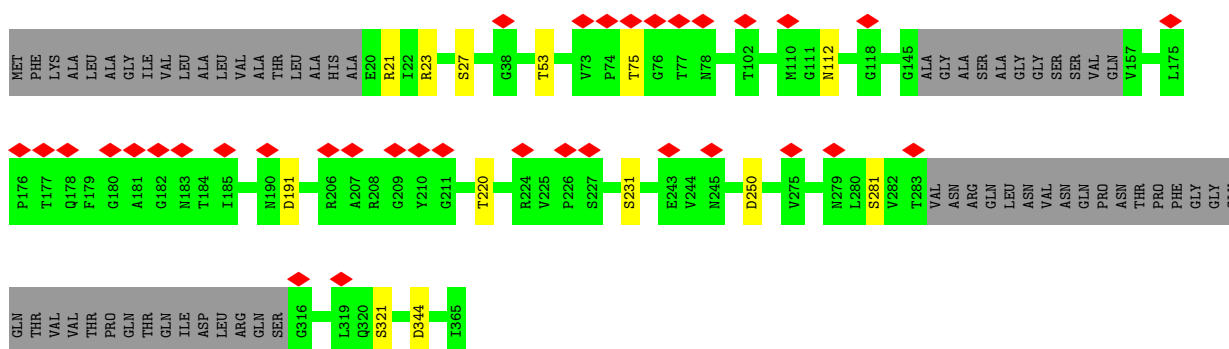 MET PHE LYS ALA LEU ALA GLY ILE VAL LEU ALA LEU VAL ALA THR LEU ALA HIS ALA E20 R21 I22 R23 S27 G38 T53 V73 P74 T75 G76 T77 N78 T102 M110 G111 N112 G118 G145 ALA GLY ALA SER ALA GLY GLY SER SER VAL GLN V157 L175
P176 T177 Q178 F179 G180 A181 G182 N183 T184 I185 N190 D191 R206 A207 R208 G209 Y210 G211 T220 R224 V225 P226 S227 S231 E243 V244 N245 D250 V275 N279 L280 S281 V282 T283 VAL ASN ARG GLN LEU ASN VAL ASN GLN PRO ASN THR PRO PHE GLY GLY
GLN THR VAL VAL THR PRO GLN THR GLN ILE ASP LEU ARG GLN SER G316 L319 Q320 S321 D344 I365